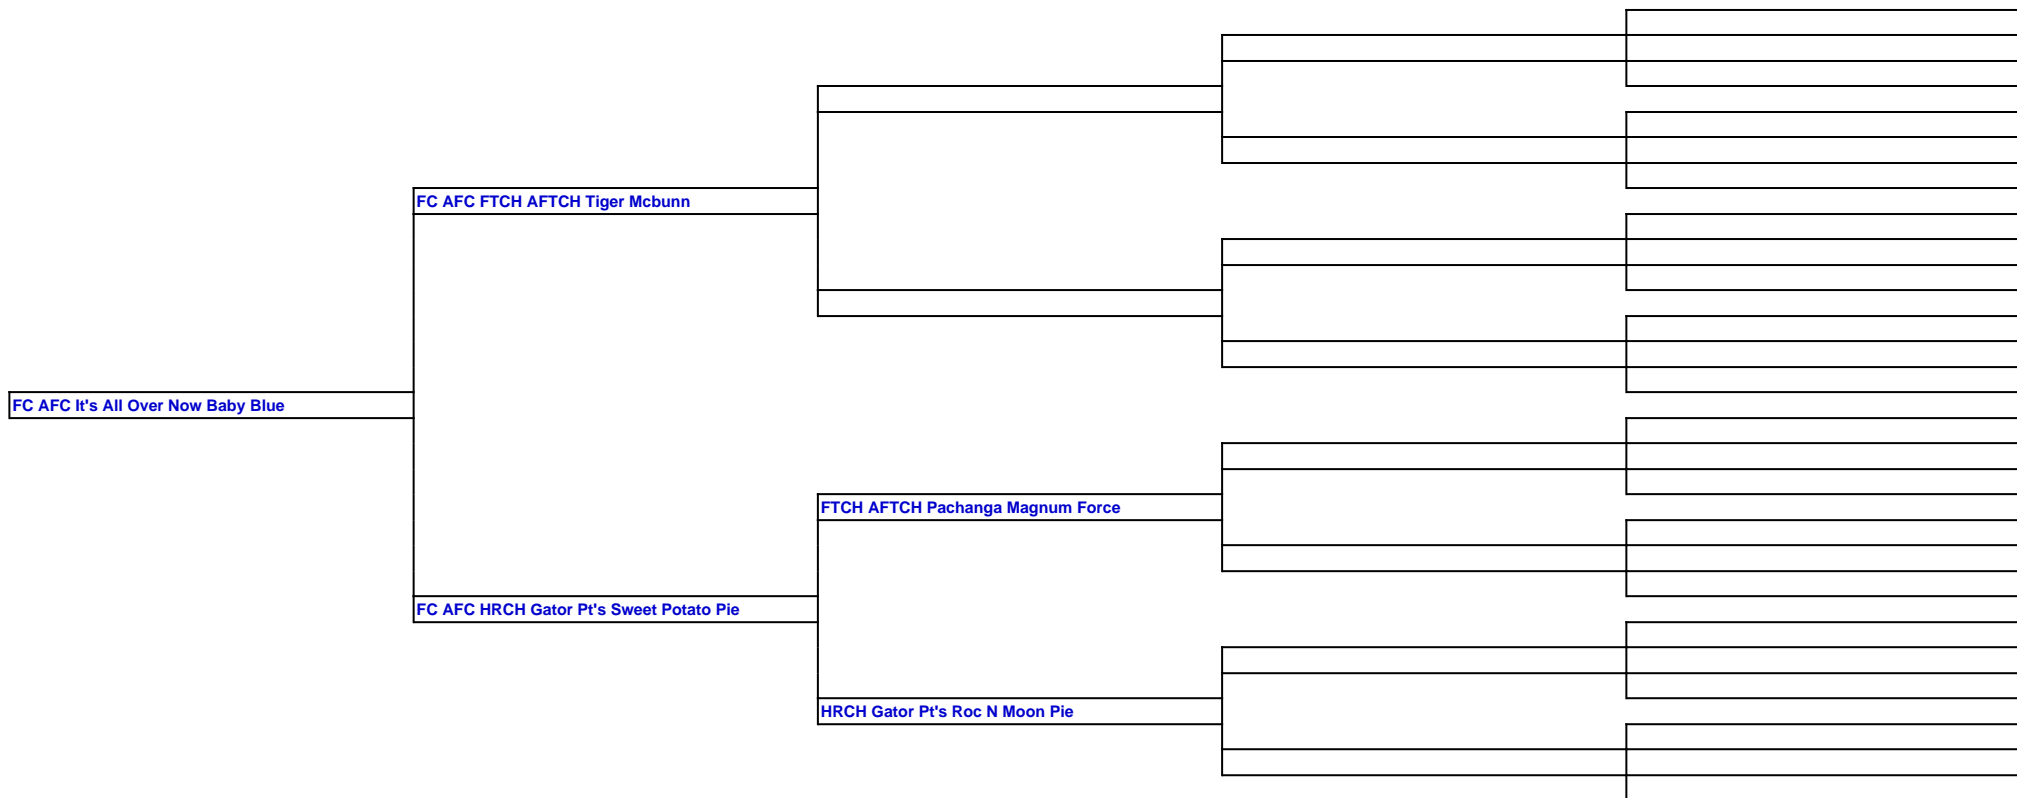 FC AFC FTCH AFTCH Tiger Mcbunn
FC AFC It's All Over Now Baby Blue
FTCH AFTCH Pachanga Magnum Force
FC AFC HRCH Gator Pt's Sweet Potato Pie
HRCH Gator Pt's Roc N Moon Pie